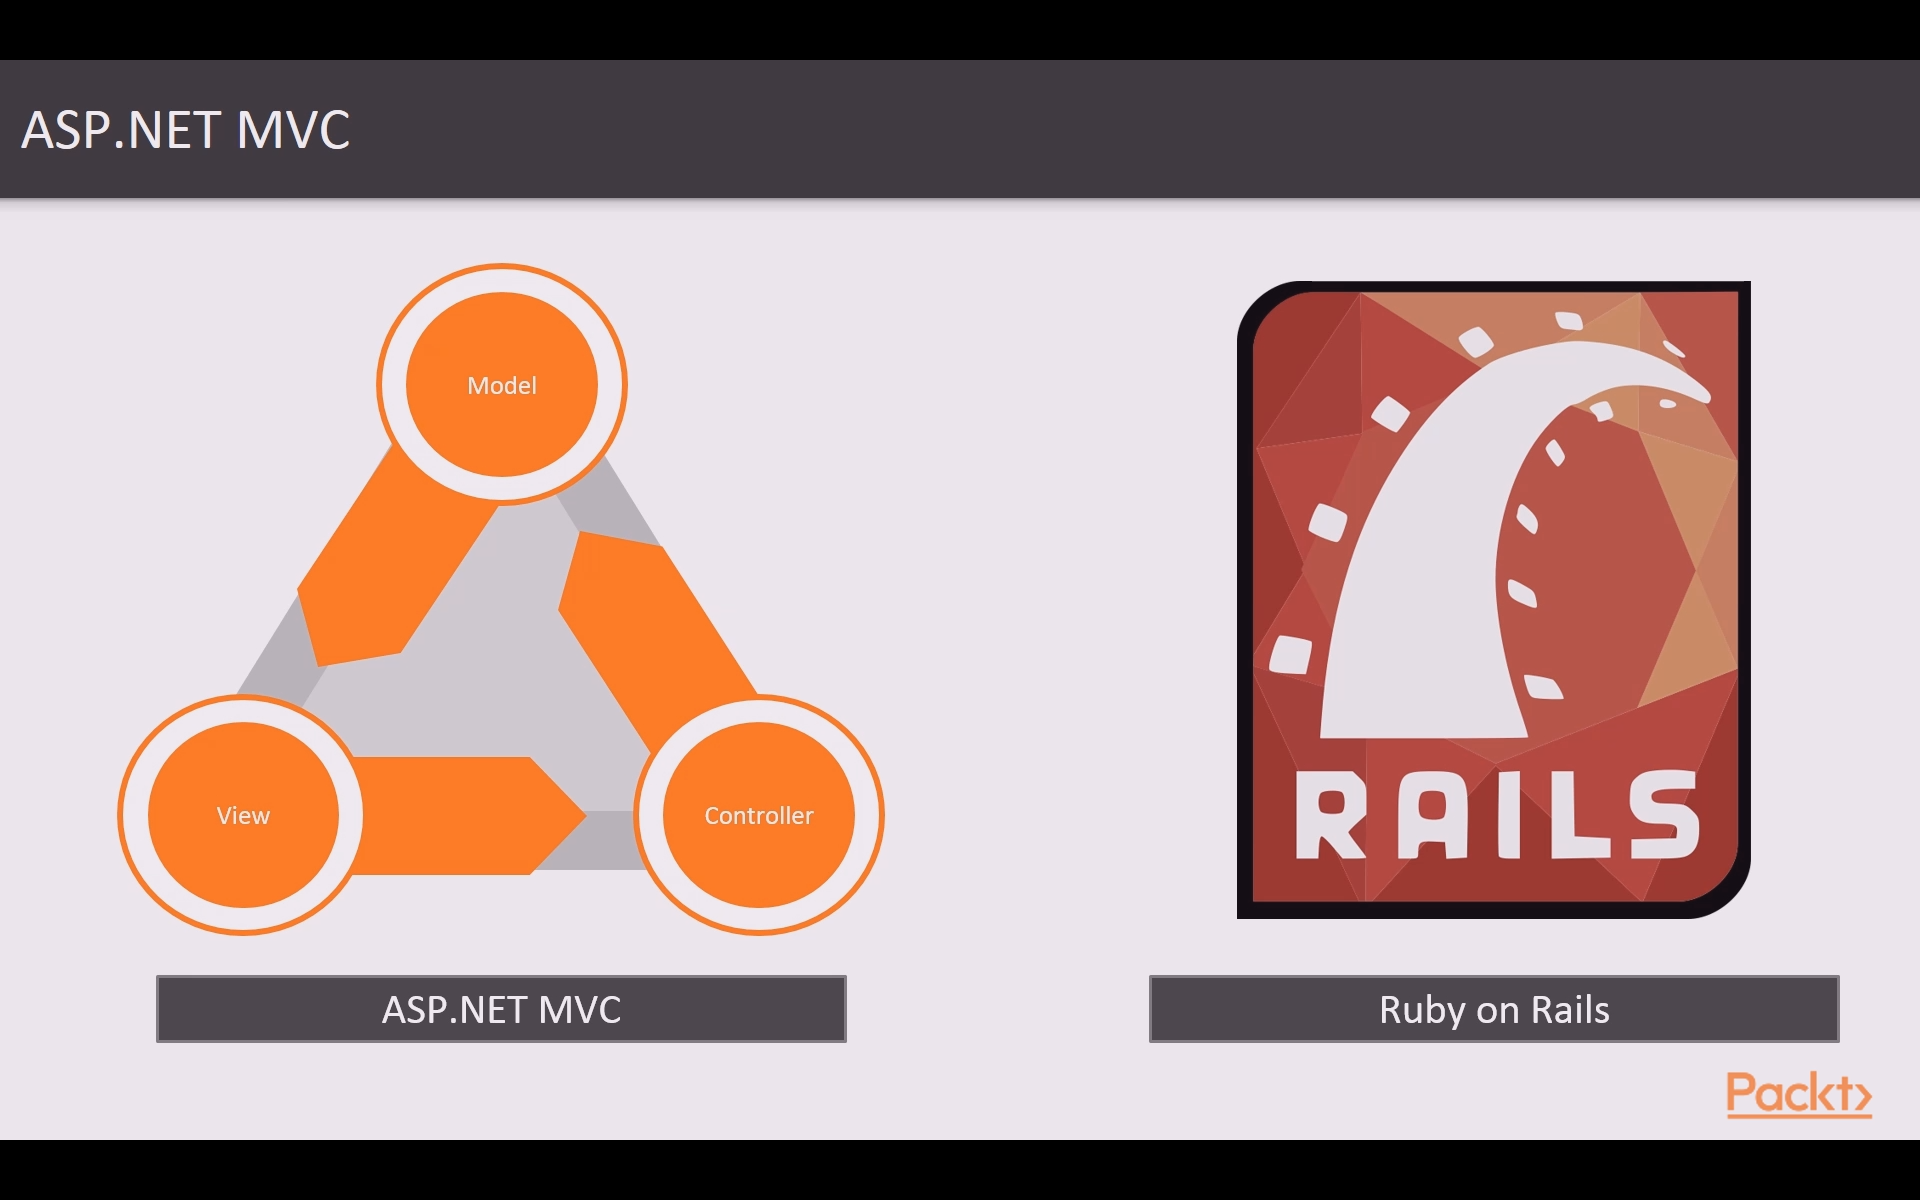 ASP.NET MVC
Model
View
Controller
ASP.NET MVC
RAILS
Ruby on Rails
Packt